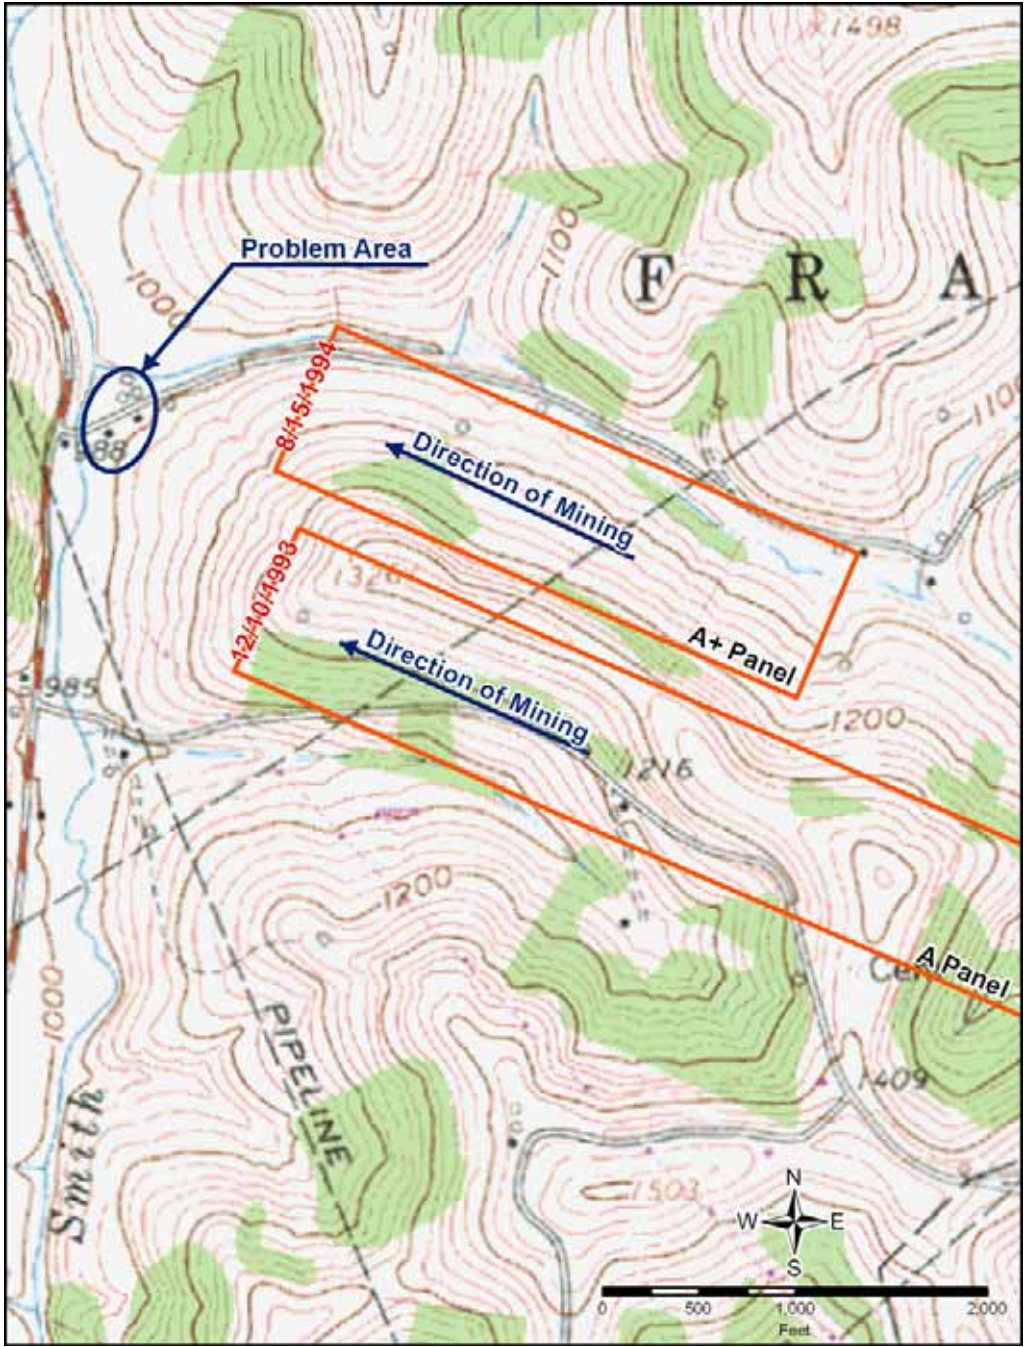 1498
Problem Area
1100
F R A
1000
8/15/1994
1100
988
Direction of Mining
12/10/1993
1326
A+ Panel
Direction of Mining
985
1200
1216
1200
A Panel
1000
PIPELINE
1409
Smith
1503
N
W E
S
0 500 1,000 2,000
Feet